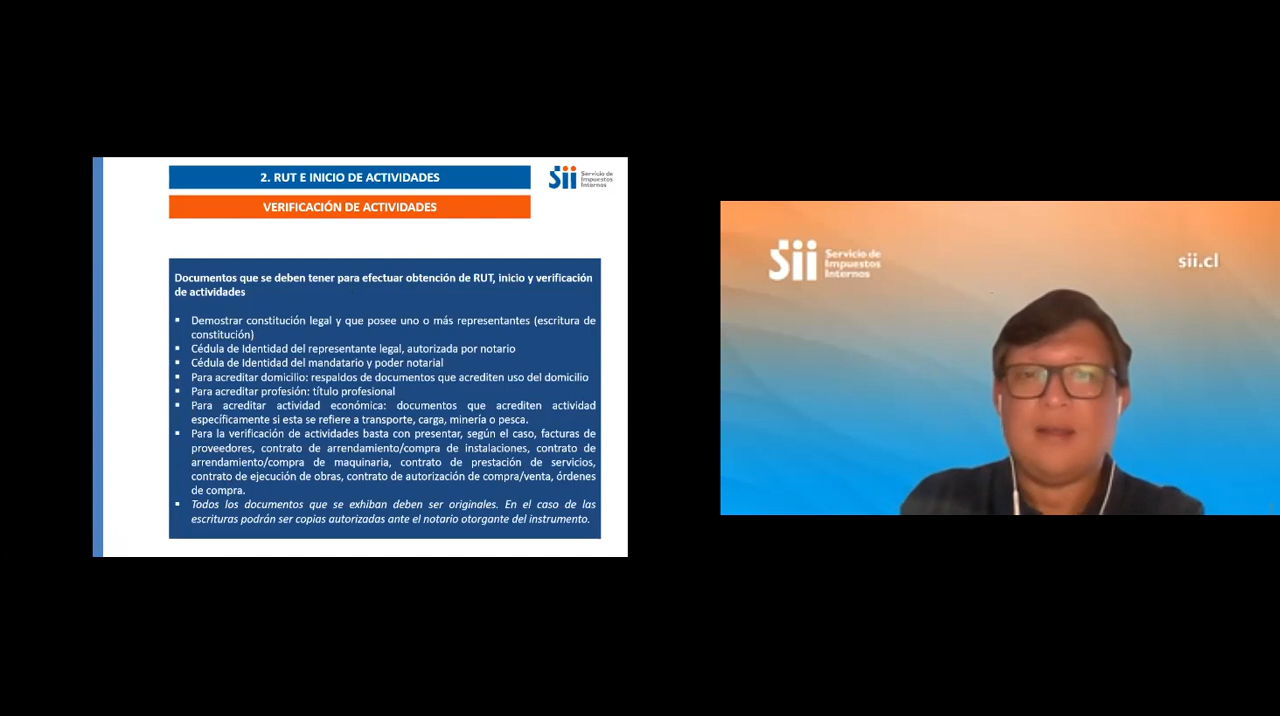 2. RUT E INICIO DE ACTIVIDADES
VERIFICACIÓN DE ACTIVIDADES
Sii Servicio de
Impuestos
Internos
Documentos que se deben tener para efectuar obtención de RUT, inicio y verificación
de actividades
▪ Demostrar constitución legal y que posee uno o más representantes (escritura de
constitución)
▪ Cédula de Identidad del representante legal, autorizada por notario
▪ Cédula de Identidad del mandatario y poder notarial
▪ Para acreditar domicilio: respaldos de documentos que acrediten uso del domicilio
▪ Para acreditar profesión: título profesional
▪ Para acreditar actividad económica: documentos que acrediten actividad
específicamente si esta se refiere a transporte, carga, minería o pesca.
▪ Para la verificación de actividades basta con presentar, según el caso, facturas de
proveedores, contrato de arrendamiento/compra de instalaciones, contrato de
arrendamiento/compra de maquinaria, contrato de prestación de servicios,
contrato de ejecución de obras, contrato de autorización de compra/venta, órdenes
de compra.
▪ Todos los documentos que se exhiban deben ser originales. En el caso de las
escrituras podrán ser copias autorizadas ante el notario otorgante del instrumento.
Sii Servicio de
Impuestos
Internos
sii.cl